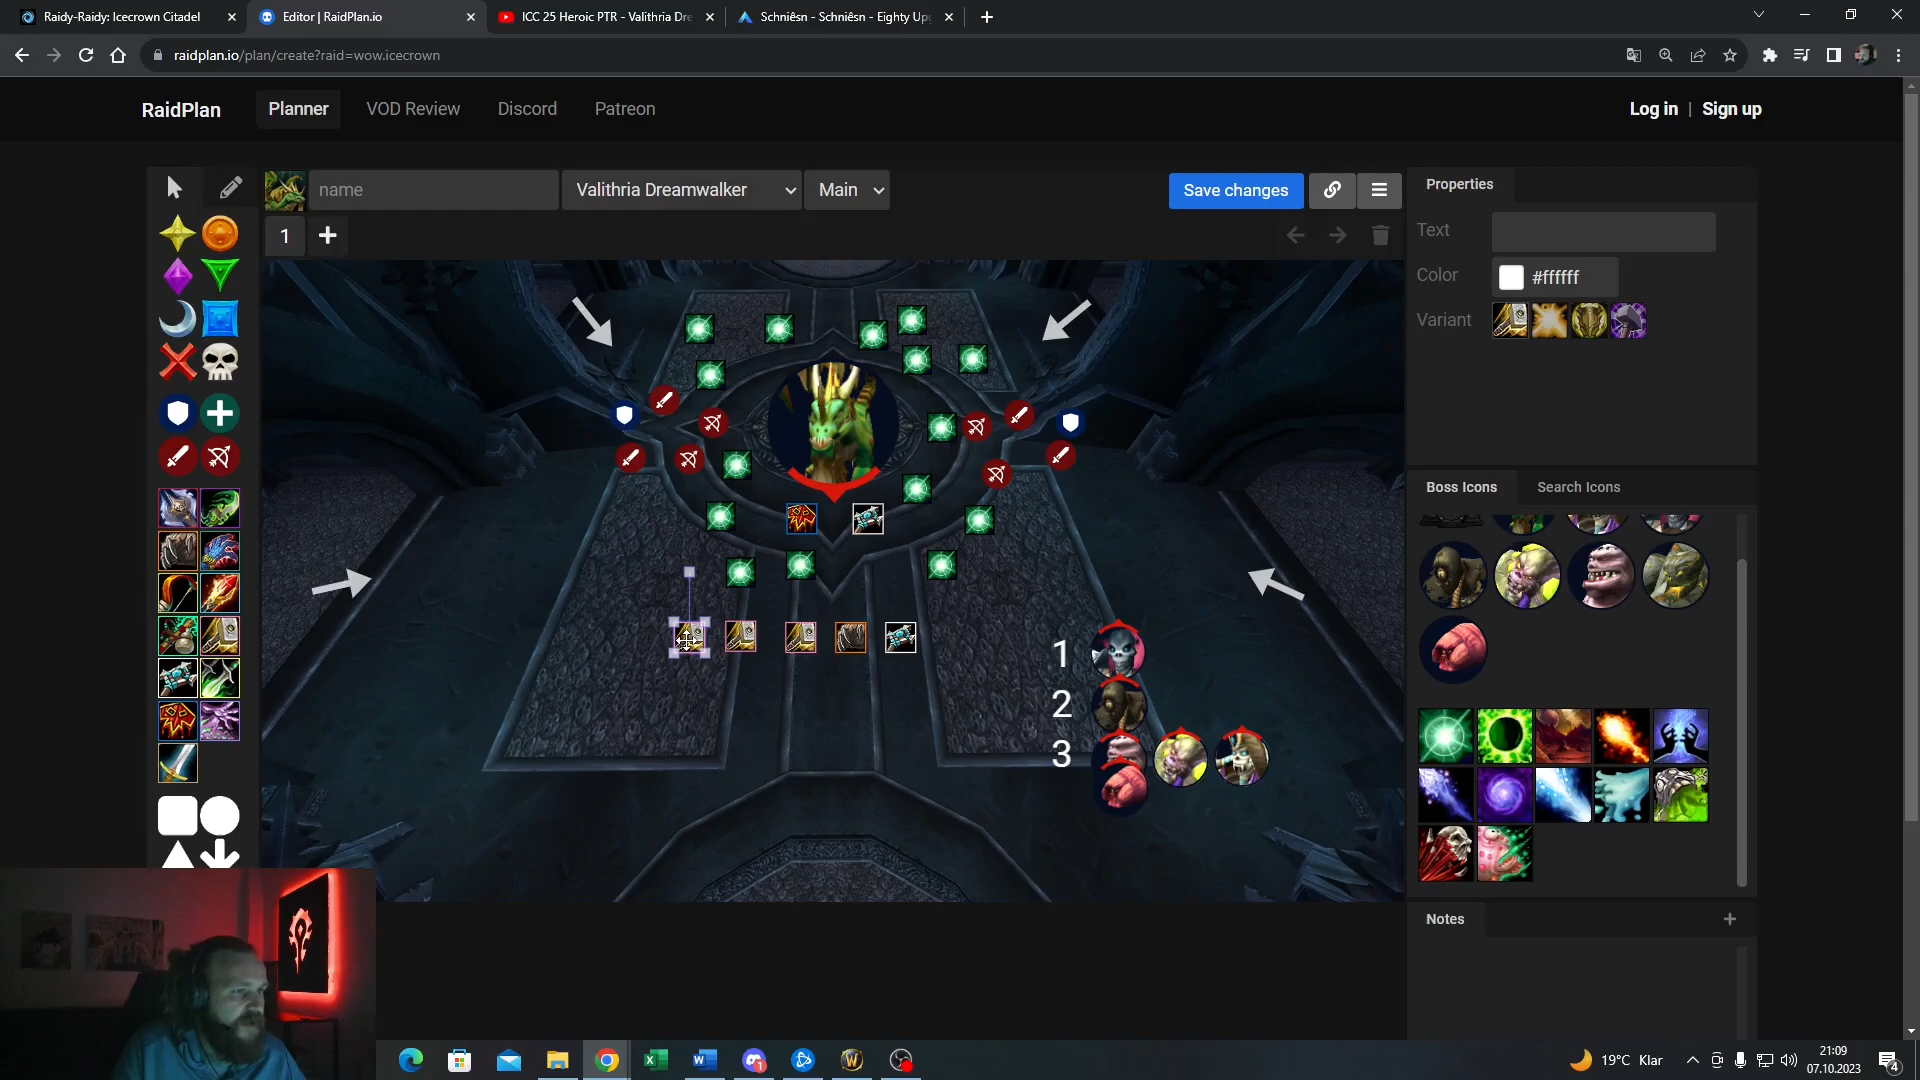 Raidy-Raidy: Icecrown Citadel
Editor | RaidPlan.io
ICC 25 Heroic PTR - Valithria Dre
Schniêsn - Schniêsn - Eighty Up
raidplan.io/plan/create?raid=wow.icecrown
RaidPlan
Planner
VOD Review
Discord
Patreon
Log in | Sign up
name
Valithria Dreamwalker
Main
Save changes
1
Properties
Text
Color
#ffffff
Variant
Boss Icons
Search Icons
1
2
3
Notes
1
19°C Klar
21:09
07.10.2023
4